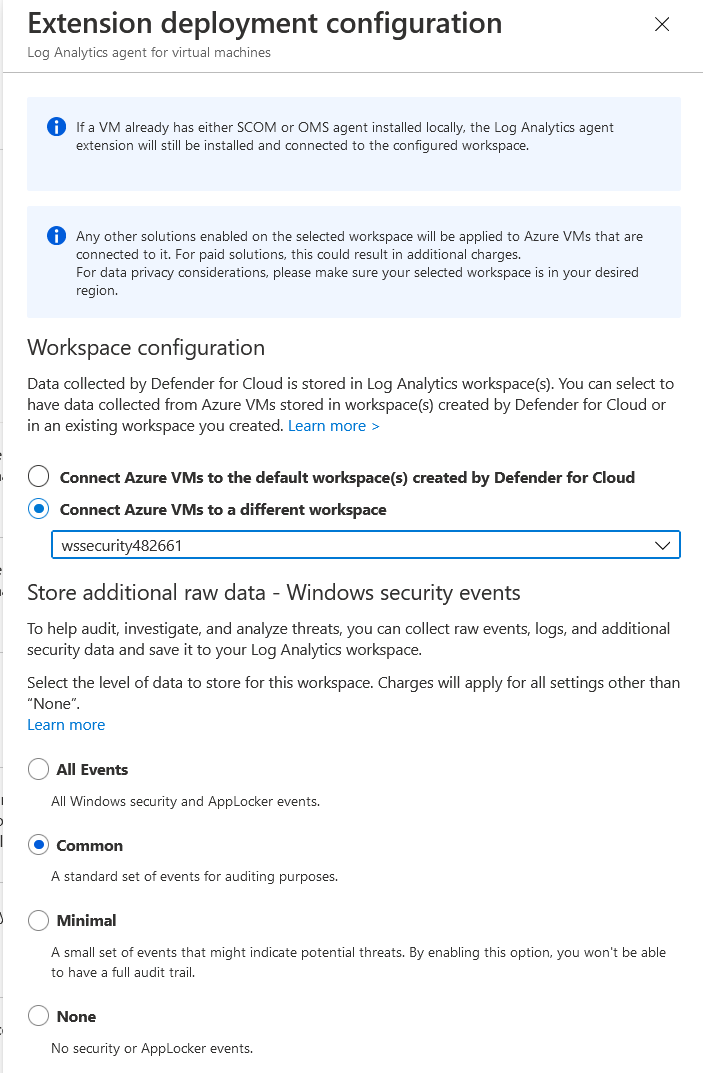 Extension deployment configuration
Log Analytics agent for virtual machines
If a VM already has either SCOM or OMS agent installed locally, the Log Analytics agent
extension will still be installed and connected to the configured workspace.
Any other solutions enabled on the selected workspace will be applied to Azure VMs that are
connected to it. For paid solutions, this could result in additional charges.
For data privacy considerations, please make sure your selected workspace is in your desired
region.
Workspace configuration
Data collected by Defender for Cloud is stored in Log Analytics workspace(s). You can select to
have data collected from Azure VMs stored in workspace(s) created by Defender for Cloud or
in an existing workspace you created. Learn more >
Connect Azure VMs to the default workspace(s) created by Defender for Cloud
Connect Azure VMs to a different workspace
wssecurity482661
Store additional raw data - Windows security events
To help audit, investigate, and analyze threats, you can collect raw events, logs, and additional
security data and save it to your Log Analytics workspace.
Select the level of data to store for this workspace. Charges will apply for all settings other than
“None”.
Learn more
All Events
All Windows security and AppLocker events.
Common
A standard set of events for auditing purposes.
Minimal
A small set of events that might indicate potential threats. By enabling this option, you won't be able
to have a full audit trail.
None
No security or AppLocker events.